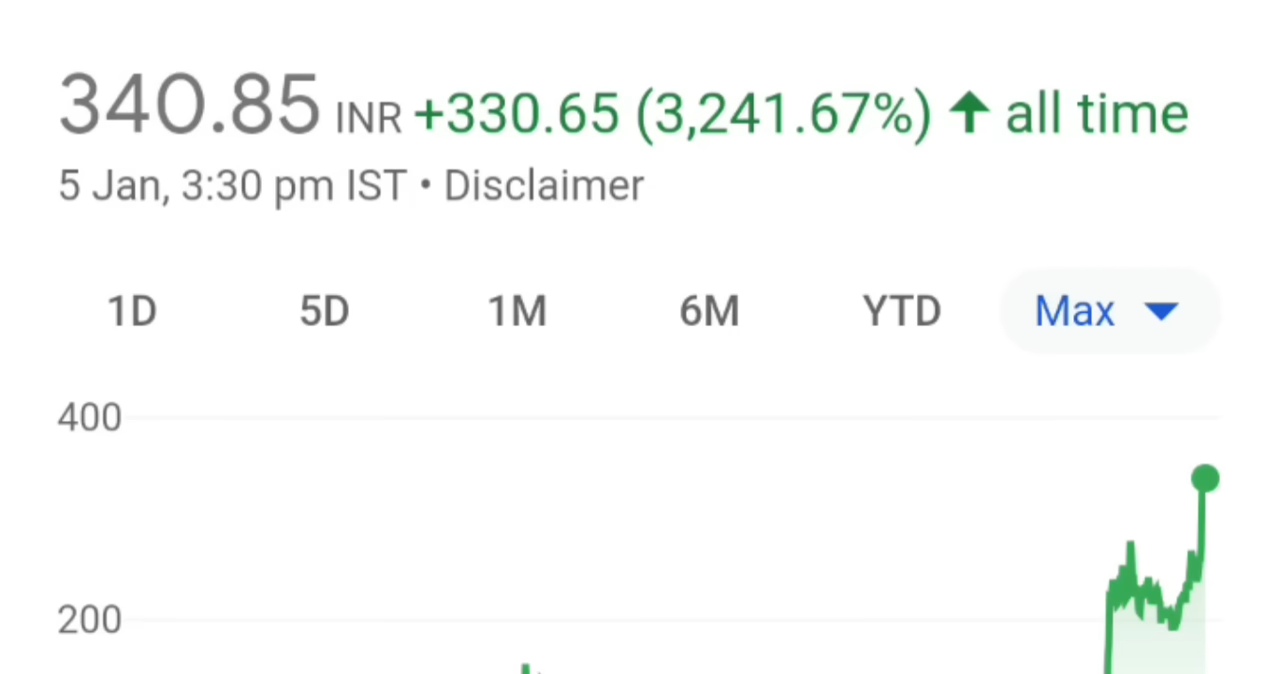 340.85 INR +330.65 (3,241.67%) ↑ all time
5 Jan, 3:30 pm IST • Disclaimer
1D 5D 1M 6M YTD Max
400
200